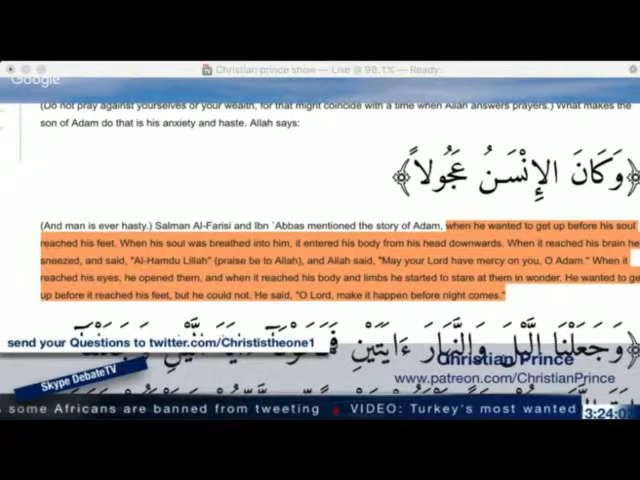 Christian prince show — Live @ 98.1% — Ready:
Google
(Do not pray against yourselves or your wealth, for that might coincide with a time when Allah answers prayers.) What makes the
son of Adam do that is his anxiety and haste. Allah says:
﴿وَكَانَ الإِنْسَـنُ عَجُولاً﴾
(And man is ever hasty.) Salman Al-Farisi and Ibn `Abbas mentioned the story of Adam, when he wanted to get up before his soul
reached his feet. When his soul was breathed into him, it entered his body from his head downwards. When it reached his brain he
sneezed, and said, "Al-Hamdu Lillah" (praise be to Allah), and Allah said, "May your Lord have mercy on you, O Adam." When it
reached his eyes, he opened them, and when it reached his body and limbs he started to stare at them in wonder. He wanted to ge
up before it reached his feet, but he could not. He said, "O Lord, make it happen before night comes."
وَجَعَلْنَا الَّيْلَ وَالنَّهَارَ ءَايَتَيْنِ
send your Questions to twitter.com/Christistheone1
Christian Prince
Skype DebateTV
www.patreon.com/ChristianPrince
s some Africans are banned from tweeting VIDEO: Turkey's most wanted
3:24:02